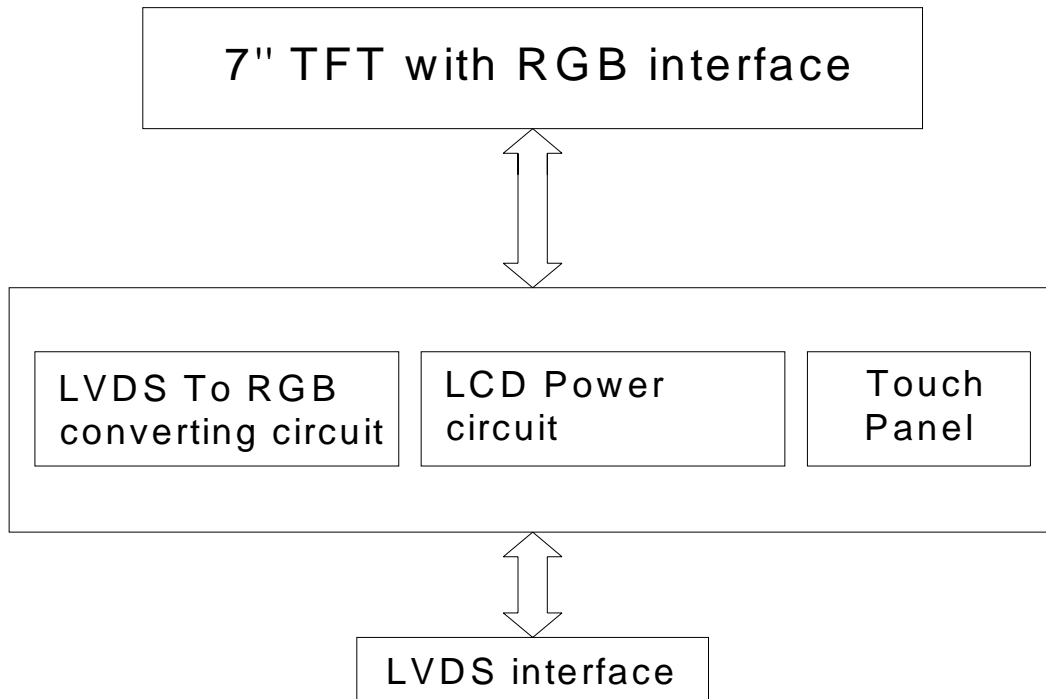 7" TFT with RGB interface
LVDS To RGB
converting circuit
LCD Power
circuit
Touch
Panel
LVDS interface